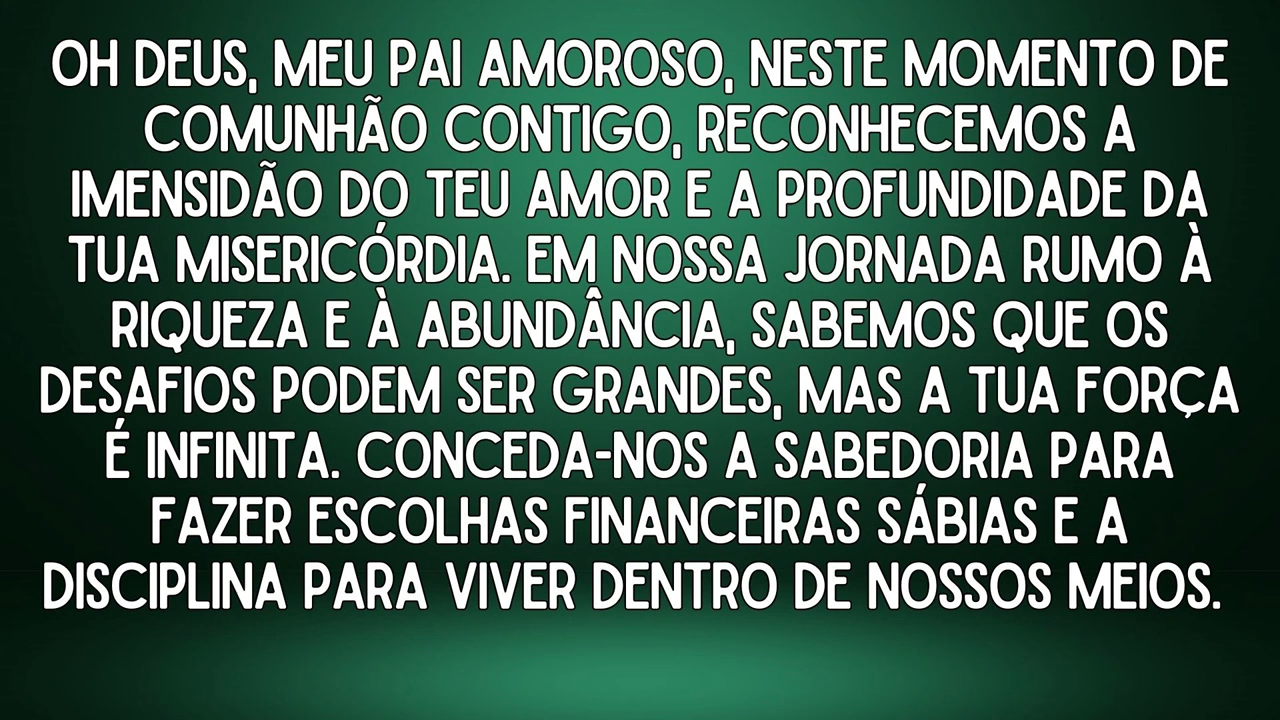 OH DEUS, MEU PAI AMOROSO, NESTE MOMENTO DE
COMUNHÃO CONTIGO, RECONHECEMOS A
IMENSIDÃO DO TEU AMOR E A PROFUNDIDADE DA
TUA MISERICÓRDIA. EM NOSSA JORNADA RUMO À
RIQUEZA E À ABUNDÂNCIA, SABEMOS QUE OS
DESAFIOS PODEM SER GRANDES, MAS A TUA FORÇA
É INFINITA. CONCEDA-NOS A SABEDORIA PARA
FAZER ESCOLHAS FINANCEIRAS SÁBIAS E A
DISCIPLINA PARA VIVER DENTRO DE NOSSOS MEIOS.